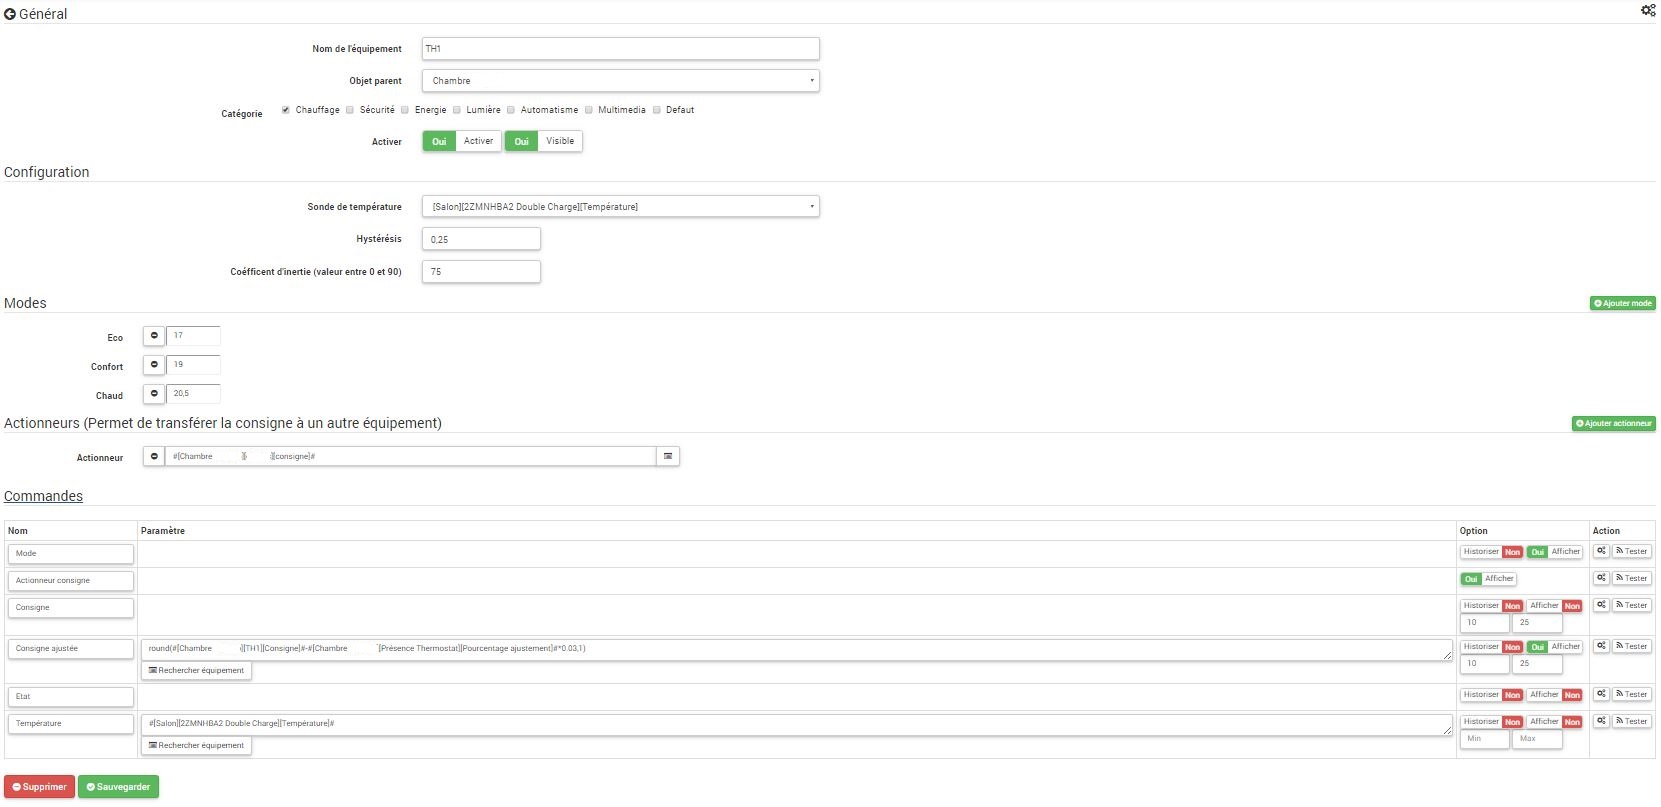 Général
Nom de l'équipement TH1
Objet parent Chambre
Catégorie Chauffage Sécurité Energie Lumière Automatisme Multimedia Defaut
Activer Oui Activer Oui Visible
Configuration
Sonde de température [Salon][2ZMNHBA2 Double Charge][Température]
Hystérésis 0,25
Coéfficent d'inertie (valeur entre 0 et 90) 75
Modes Ajouter mode
Eco 17
Confort 19
Chaud 20,5
Actionneurs (Permet de transférer la consigne à un autre équipement) Ajouter actionneur
Actionneur #[Chambre ][ ][consigne]#
Commandes
Nom Paramètre Option Action
Mode Historiser Non Oui Afficher Tester
Actionneur consigne Oui Afficher Tester
Consigne Historiser Non Afficher Non Tester
10 25
Consigne ajustée round(#[Chambre ][TH1][Consigne]#-#[Chambre [Présence Thermostat][Pourcentage ajustement]#*0.03,1) Historiser Non Oui Afficher Tester
Rechercher équipement 10 25
Etat Historiser Non Afficher Non Tester
Température #[Salon][2ZMNHBA2 Double Charge][Température]# Historiser Non Afficher Non Tester
Rechercher équipement Min Max
Supprimer Sauvegarder